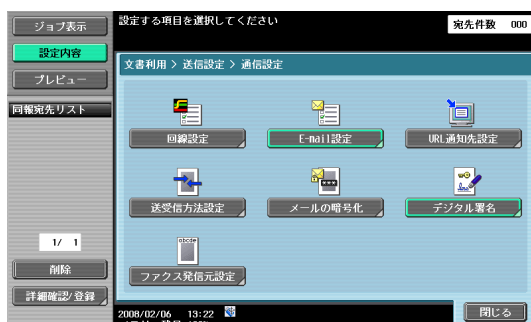 ジョブ表示
設定内容
プレビュー
同報宛先リスト
1/ 1
削除
詳細確認/登録
設定する項目を選択してください
宛先件数 000
文書利用 > 送信設定 > 通信設定
回線設定
E-mail設定
URL通知先設定
送受信方法設定
メールの暗号化
デジタル署名
abcde
ファクス発信元設定
2008/02/06 13:22
閉じる